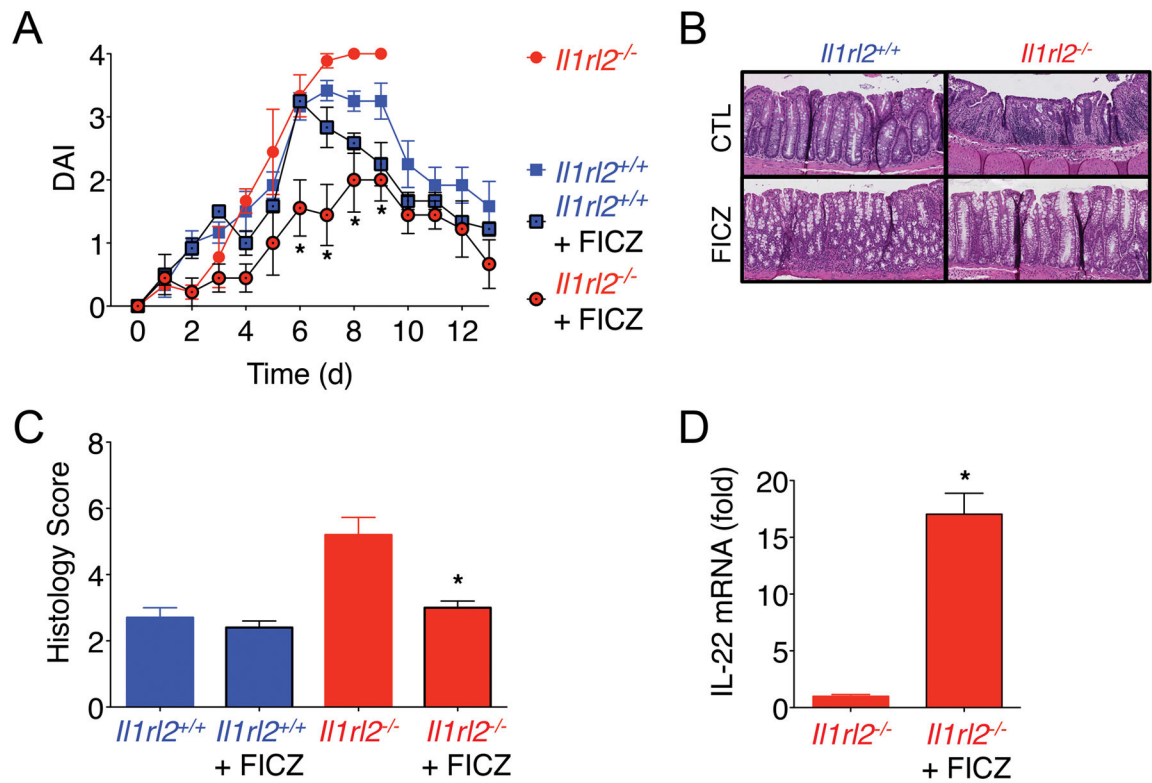 A
4
3
2
1
0
DAI
0 2 4 6 8 10 12
Time (d)
* * * *
Il1rl2-/-
Il1rl2+/+
Il1rl2+/+
+ FICZ
Il1rl2-/-
+ FICZ
B
Il1rl2+/+ Il1rl2-/-
CTL
FICZ
C
8
6
4
2
0
Histology Score
*
Il1rl2+/+ Il1rl2+/+ Il1rl2-/- Il1rl2-/-
+ FICZ + FICZ
D
20
15
10
5
0
IL-22 mRNA (fold)
*
Il1rl2-/- Il1rl2-/-
+ FICZ